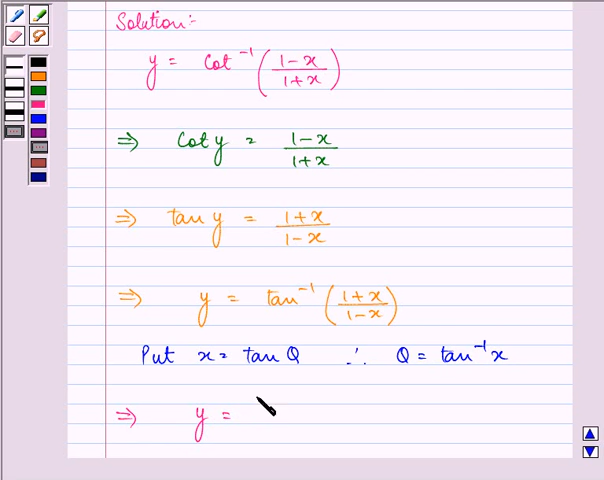 Solution:-
y = Cot⁻¹ (1-x / 1+x)
⇒ Cot y = 1-x / 1+x
⇒ tan y = 1+x / 1-x
⇒ y = tan⁻¹ (1+x / 1-x)
Put x = tan Q ∴ Q = tan⁻¹ x
⇒ y =